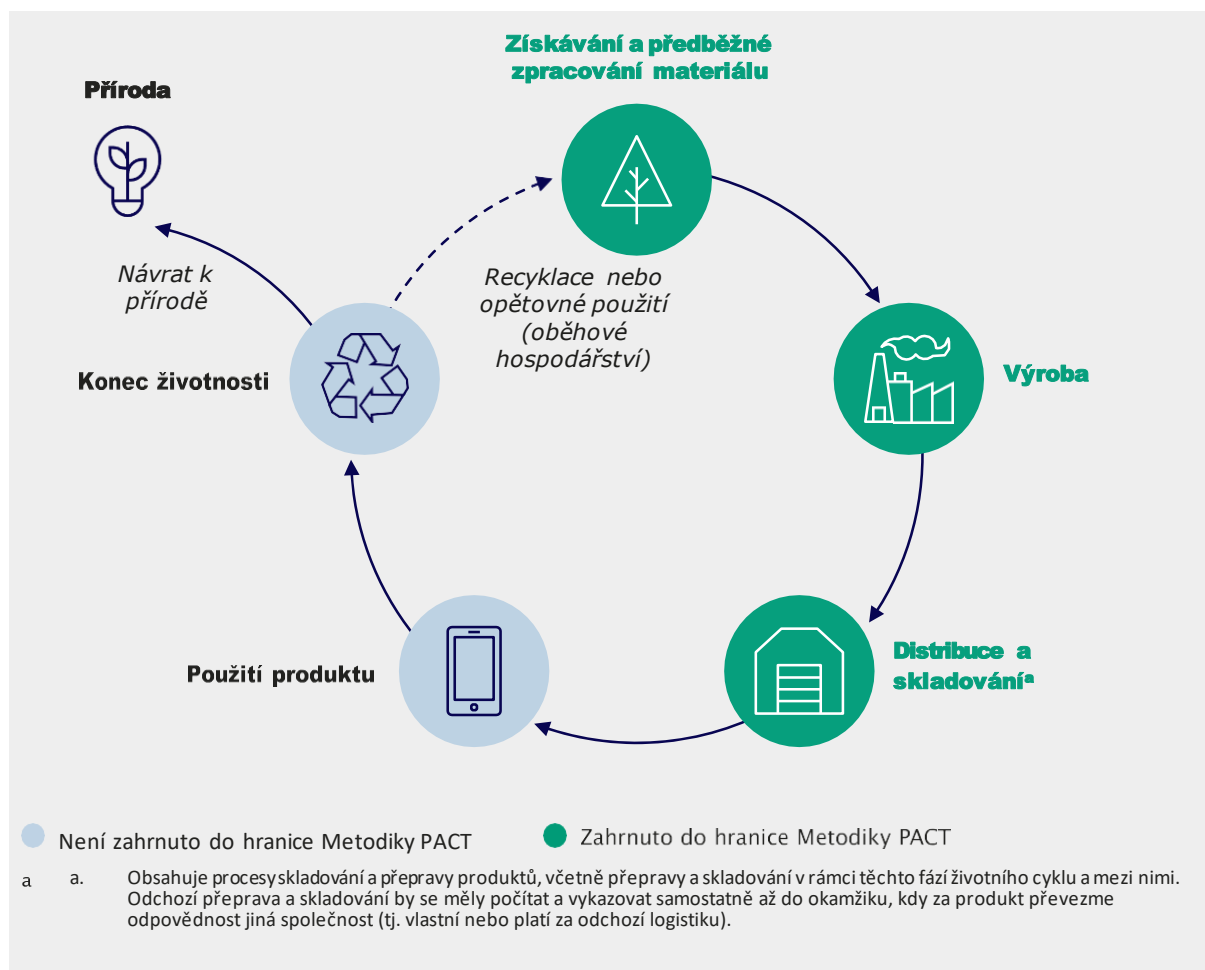 Získávání a předběžné
zpracování materiálu
Příroda
Návrat k
přírodě
Recyklace nebo
opětovné použití
(oběhové
hospodářství)
Konec životnosti
Výroba
Použití produktu
Distribuce a
skladováníᵃ
Není zahrnuto do hranice Metodiky PACT
Zahrnuto do hranice Metodiky PACT
a a. Obsahuje procesy skladování a přepravy produktů, včetně přepravy a skladování v rámci těchto fází životního cyklu a mezi nimi.
Odchozí přeprava a skladování by se měly počítat a vykazovat samostatně až do okamžiku, kdy za produkt převezme
odpovědnost jiná společnost (tj. vlastní nebo platí za odchozí logistiku).